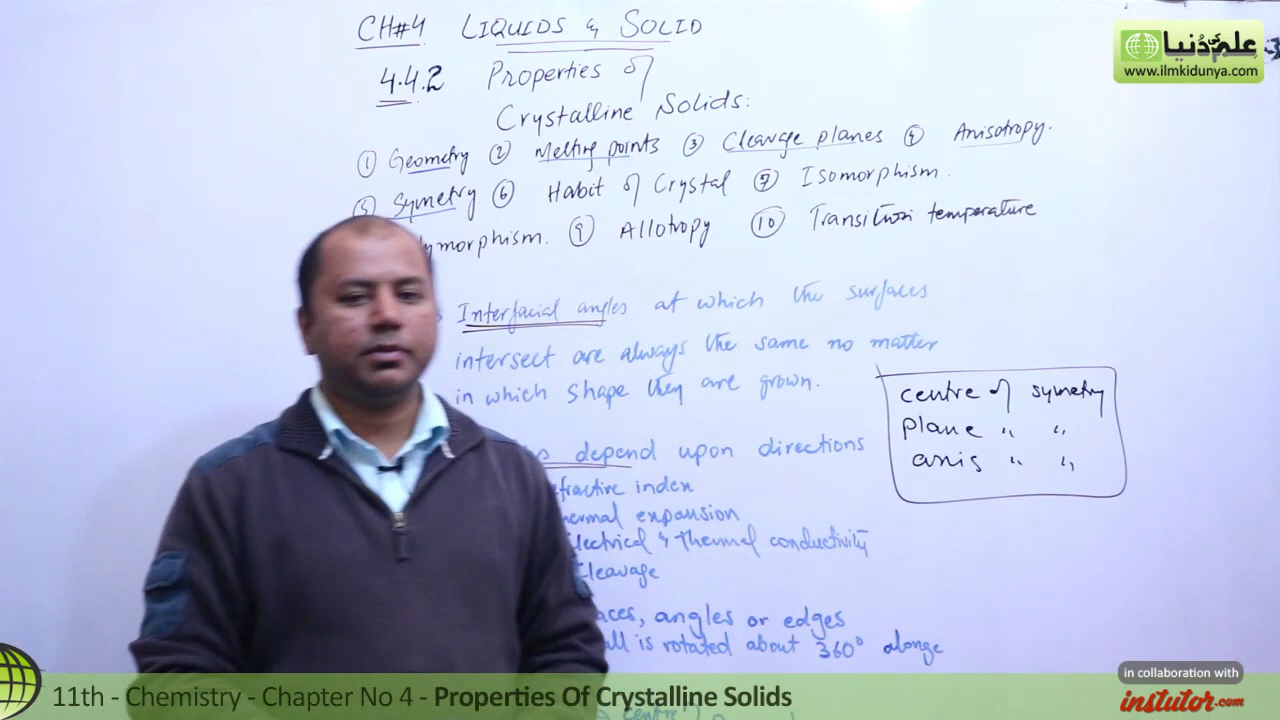 CH#4 LIQUIDS & SOLID
4.4.2 Properties of
Crystalline Solids:
① Geometry ② Melting points ③ Cleavage planes ④ Anisotropy.
⑤ Symetry ⑥ Habit of Crystal ⑦ Isomorphism.
ymorphism. ⑨ Allotropy ⑩ Transition temperature
Interfacial angles at which the surfaces
intersect are always the same no matter
in which shape they are grown.
depend upon directions
refractive index
hermal expansion
Electrical & thermal conductivity
Cleavage
aces, angles or edges
all is rotated about 360° alonge
centre of symetry
plane " "
axis " "
علم کی دُنیا
www.ilmkidunya.com
in collaboration with
instutor.com
11th - Chemistry - Chapter No 4 - Properties Of Crystalline Solids